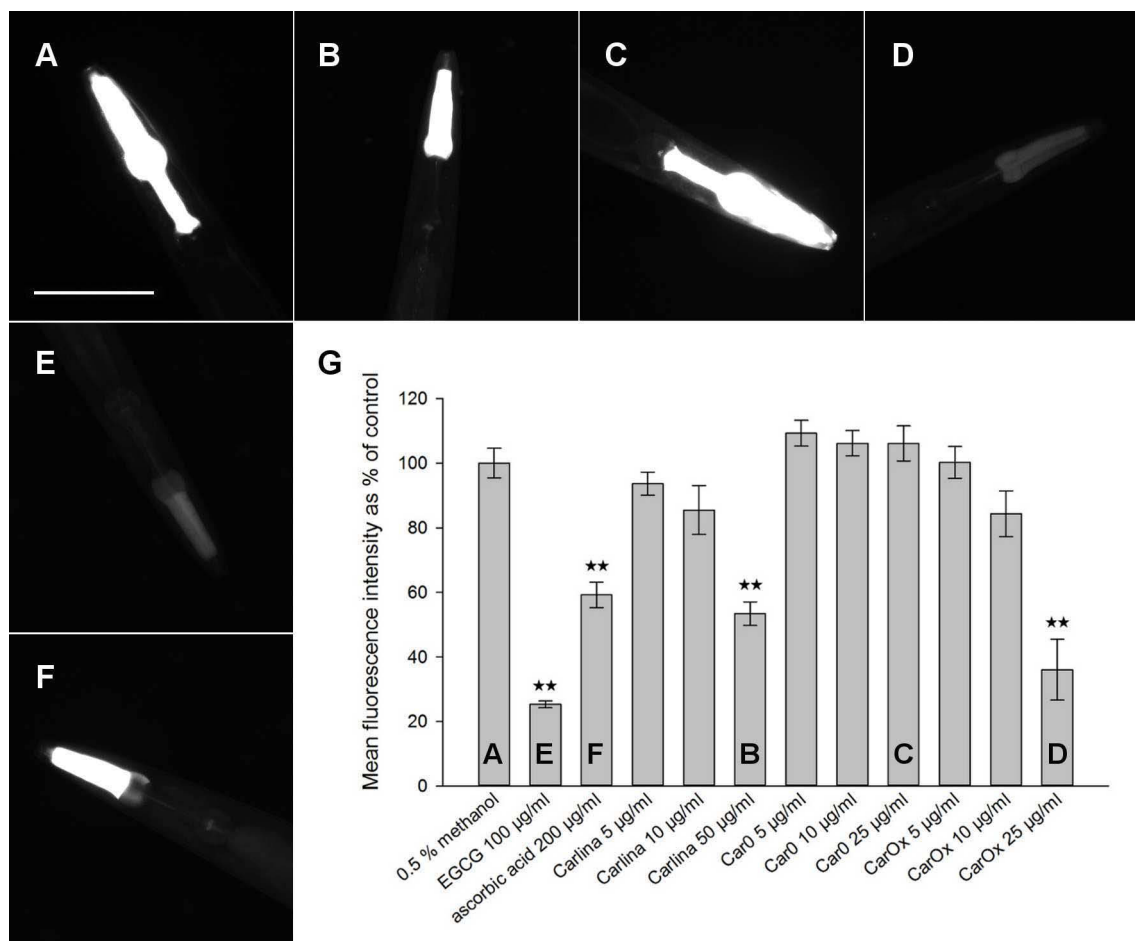 A
B
C
D
E
F
G
Mean fluorescence intensity as % of control
120
100
80
60
40
20
0
★★
★★
★★
★★
A
E
F
B
C
D
0.5 % methanol
EGCG 100 µg/ml
ascorbic acid 200 µg/ml
Carlina 5 µg/ml
Carlina 10 µg/ml
Carlina 50 µg/ml
Car0 5 µg/ml
Car0 10 µg/ml
Car0 25 µg/ml
CarOx 5 µg/ml
CarOx 10 µg/ml
CarOx 25 µg/ml